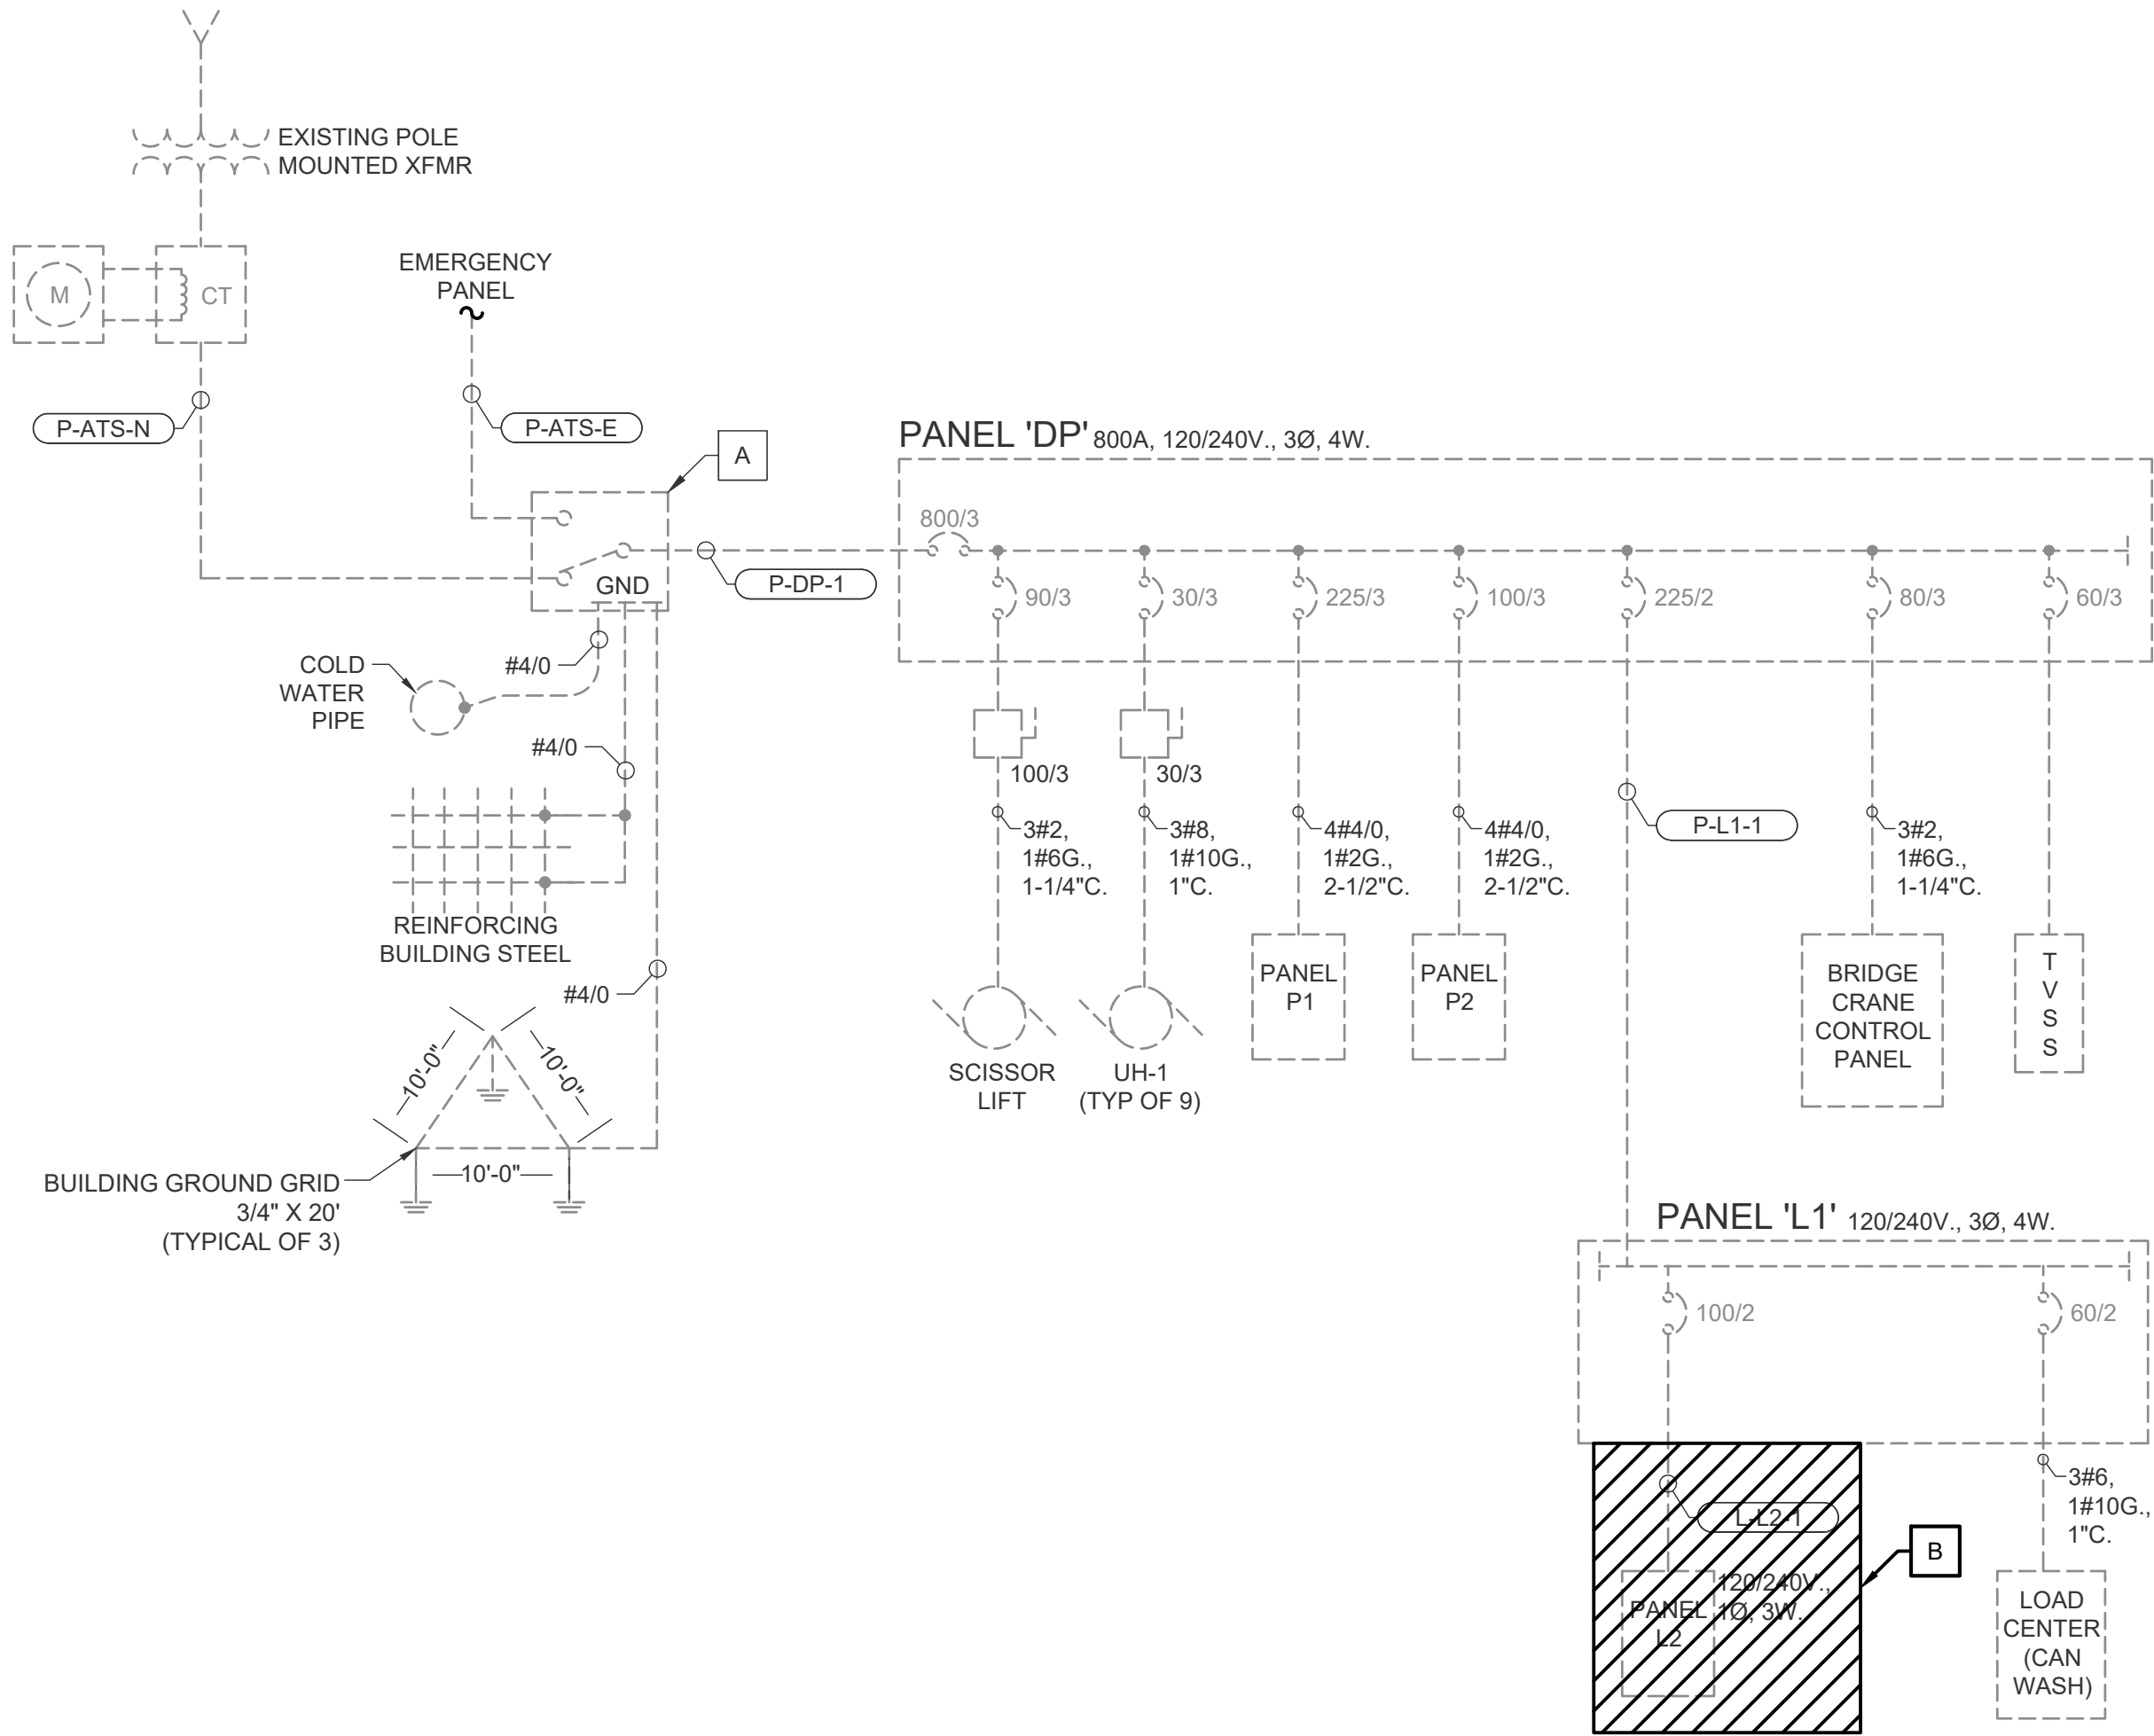 EXISTING POLE
MOUNTED XFMR
M
CT
EMERGENCY
PANEL
P-ATS-N
P-ATS-E
A
PANEL 'DP' 800A, 120/240V., 3Ø, 4W.
800/3
P-DP-1
GND
90/3
30/3
225/3
100/3
225/2
80/3
60/3
COLD
WATER
PIPE
#4/0
#4/0
REINFORCING
BUILDING STEEL
#4/0
10'-0"
10'-0"
10'-0"
BUILDING GROUND GRID
3/4" X 20'
(TYPICAL OF 3)
100/3
30/3
3#2,
1#6G.,
1-1/4"C.
3#8,
1#10G.,
1"C.
4#4/0,
1#2G.,
2-1/2"C.
4#4/0,
1#2G.,
2-1/2"C.
P-L1-1
3#2,
1#6G.,
1-1/4"C.
SCISSOR
LIFT
UH-1
(TYP OF 9)
PANEL
P1
PANEL
P2
BRIDGE
CRANE
CONTROL
PANEL
T
V
S
S
PANEL 'L1' 120/240V., 3Ø, 4W.
100/2
60/2
L-L2-1
120/240V.,
1Ø, 3W.
PANEL
L2
B
3#6,
1#10G.,
1"C.
LOAD
CENTER
(CAN
WASH)